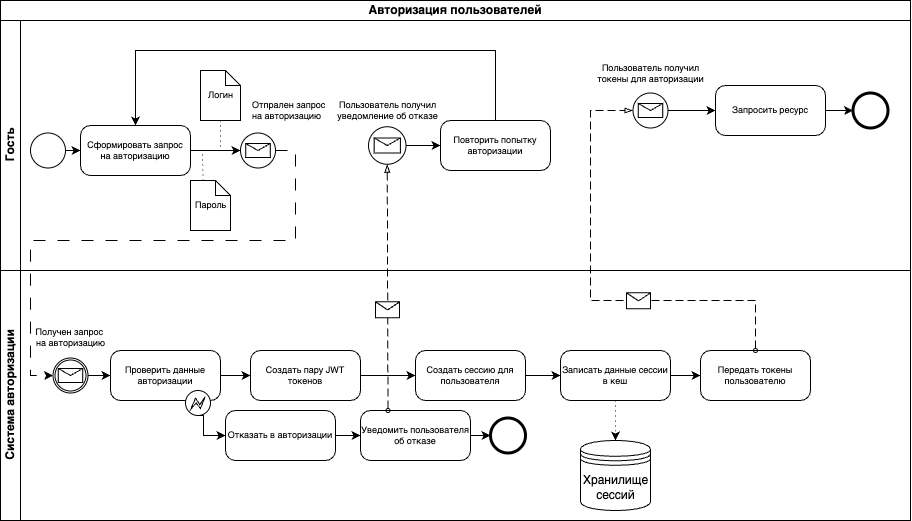 Авторизация пользователей
Гость
Пользователь получил
токены для авторизации
Логин
Отпрален запрос
на авторизацию
Пользователь получил
уведомление об отказе
Запросить ресурс
Сформировать запрос
на авторизацию
Повторить попытку
авторизации
Пароль
Система авторизации
Получен запрос
на авторизацию
Проверить данные
авторизации
Создать пару JWT
токенов
Создать сессию для
пользователя
Записать данные сессии
в кеш
Передать токены
пользователю
Отказать в авторизации
Уведомить пользователя
об отказе
Хранилище
сессий